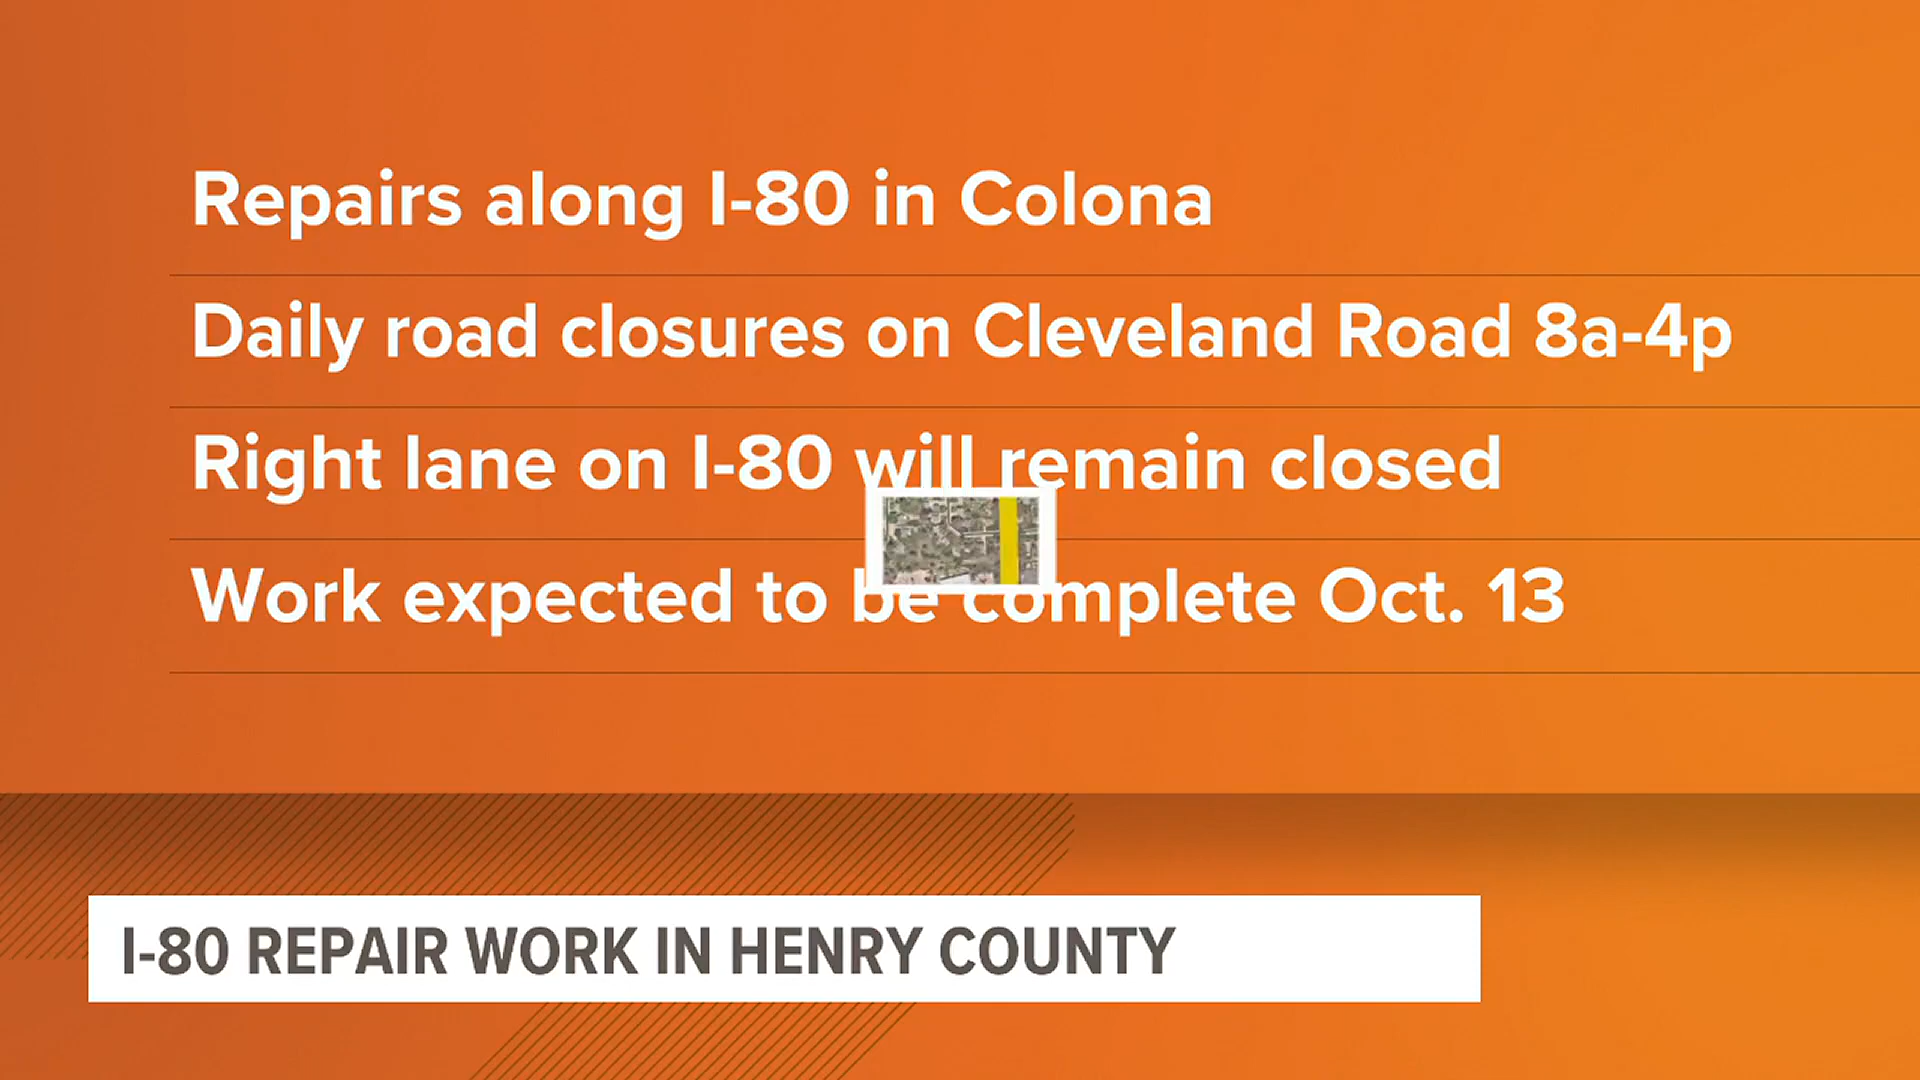 Repairs along I-80 in Colona
Daily road closures on Cleveland Road 8a-4p
Right lane on I-80 will remain closed
Work expected to be complete Oct. 13
I-80 REPAIR WORK IN HENRY COUNTY